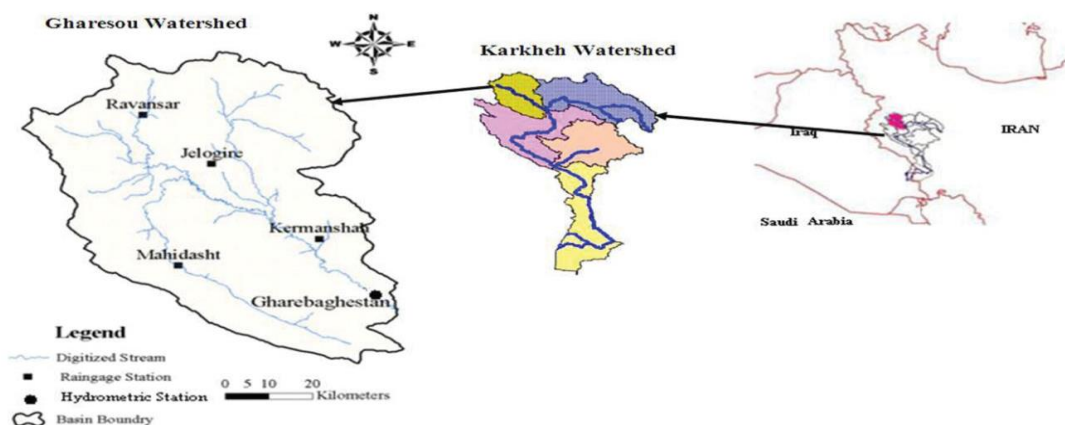 Gharesou Watershed
N
W
E
S
Karkheh Watershed
Ravansar
Jelogire
Kermanshah
Mahidasht
Gharebaghestan
Iraq
IRAN
Saudi Arabia
Legend
Digitized Stream
Raingage Station
Hydrometric Station
Basin Boundry
0 5 10 20
Kilometers